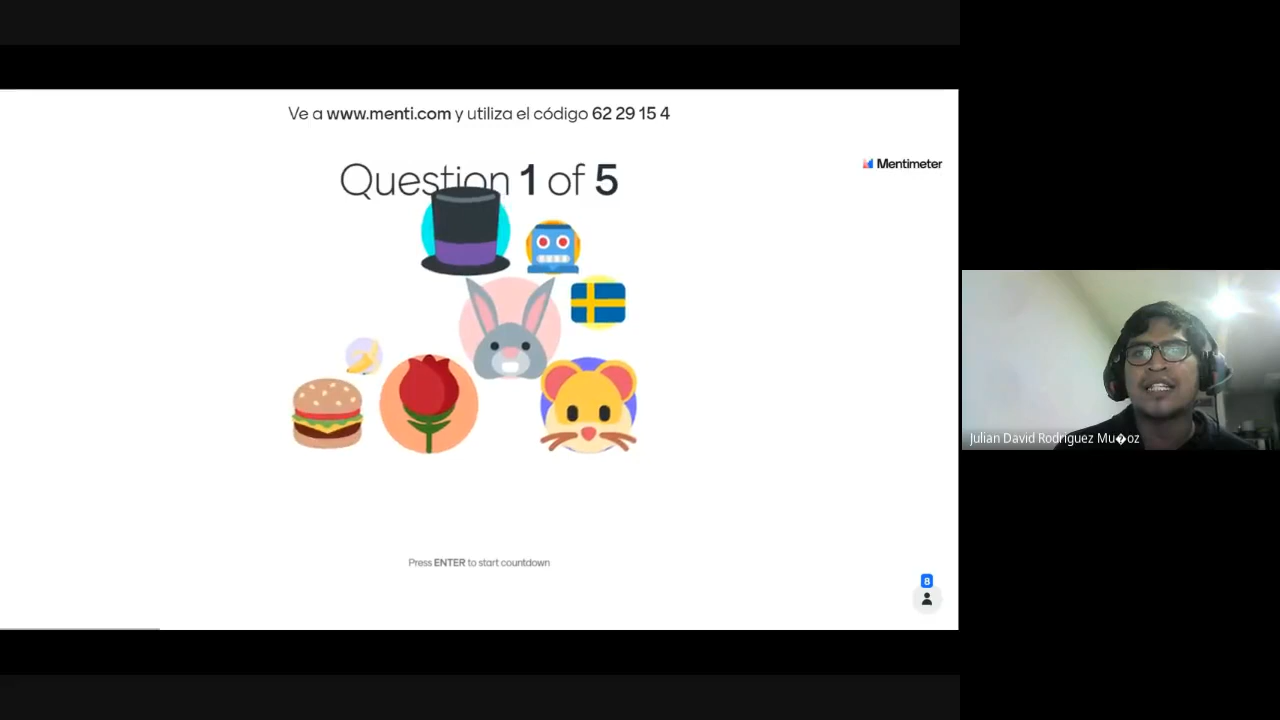 Ve a www.menti.com y utiliza el código 62 29 15 4
Mentimeter
Question 1 of 5
Press ENTER to start countdown
8
Julian David Rodriguez Mu�oz